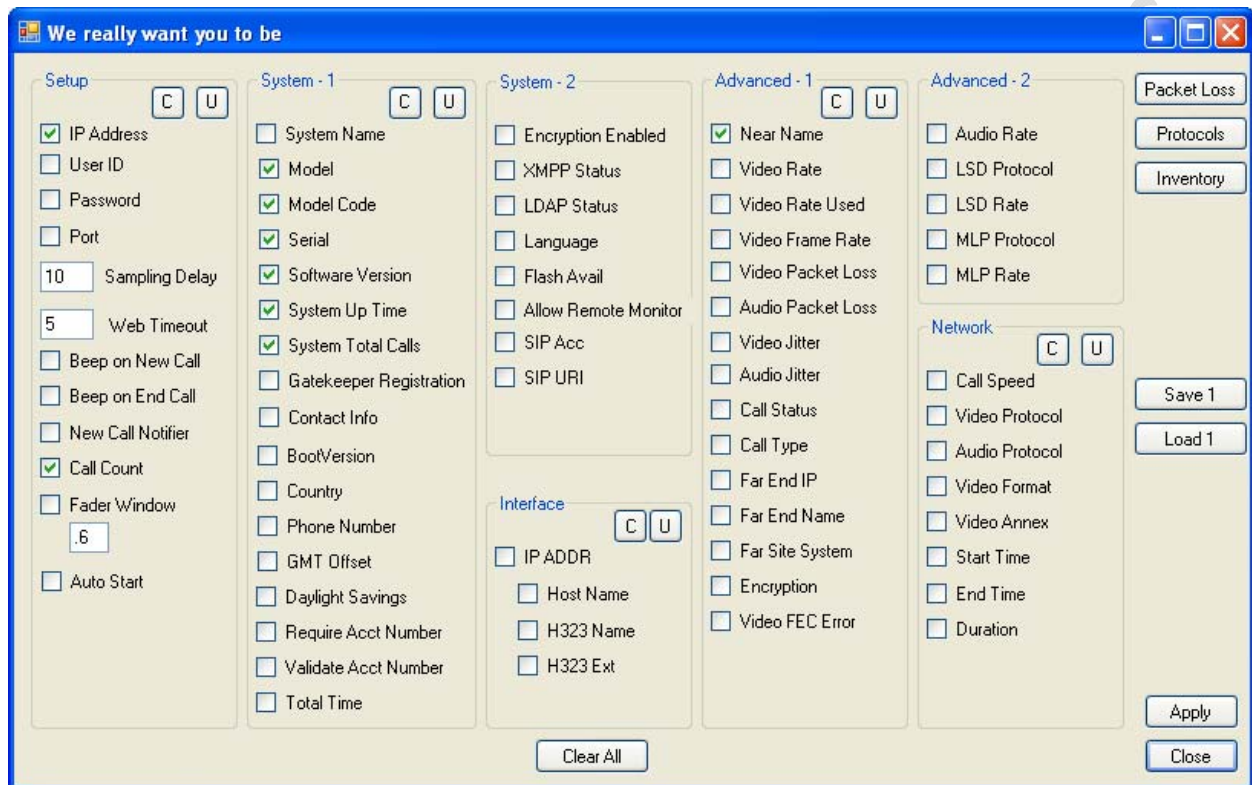 We really want you to be
Setup
C U
IP Address
User ID
Password
Port
10 Sampling Delay
5 Web Timeout
Beep on New Call
Beep on End Call
New Call Notifier
Call Count
Fader Window
.6
Auto Start
System - 1
C U
System Name
Model
Model Code
Serial
Software Version
System Up Time
System Total Calls
Gatekeeper Registration
Contact Info
BootVersion
Country
Phone Number
GMT Offset
Daylight Savings
Require Acct Number
Validate Acct Number
Total Time
System - 2
Encryption Enabled
XMPP Status
LDAP Status
Language
Flash Avail
Allow Remote Monitor
SIP Acc
SIP URI
Interface
C U
IP ADDR
Host Name
H323 Name
H323 Ext
Advanced - 1
C U
Near Name
Video Rate
Video Rate Used
Video Frame Rate
Video Packet Loss
Audio Packet Loss
Video Jitter
Audio Jitter
Call Status
Call Type
Far End IP
Far End Name
Far Site System
Encryption
Video FEC Error
Advanced - 2
Audio Rate
LSD Protocol
LSD Rate
MLP Protocol
MLP Rate
Network
C U
Call Speed
Video Protocol
Audio Protocol
Video Format
Video Annex
Start Time
End Time
Duration
Packet Loss
Protocols
Inventory
Save 1
Load 1
Apply
Close
Clear All